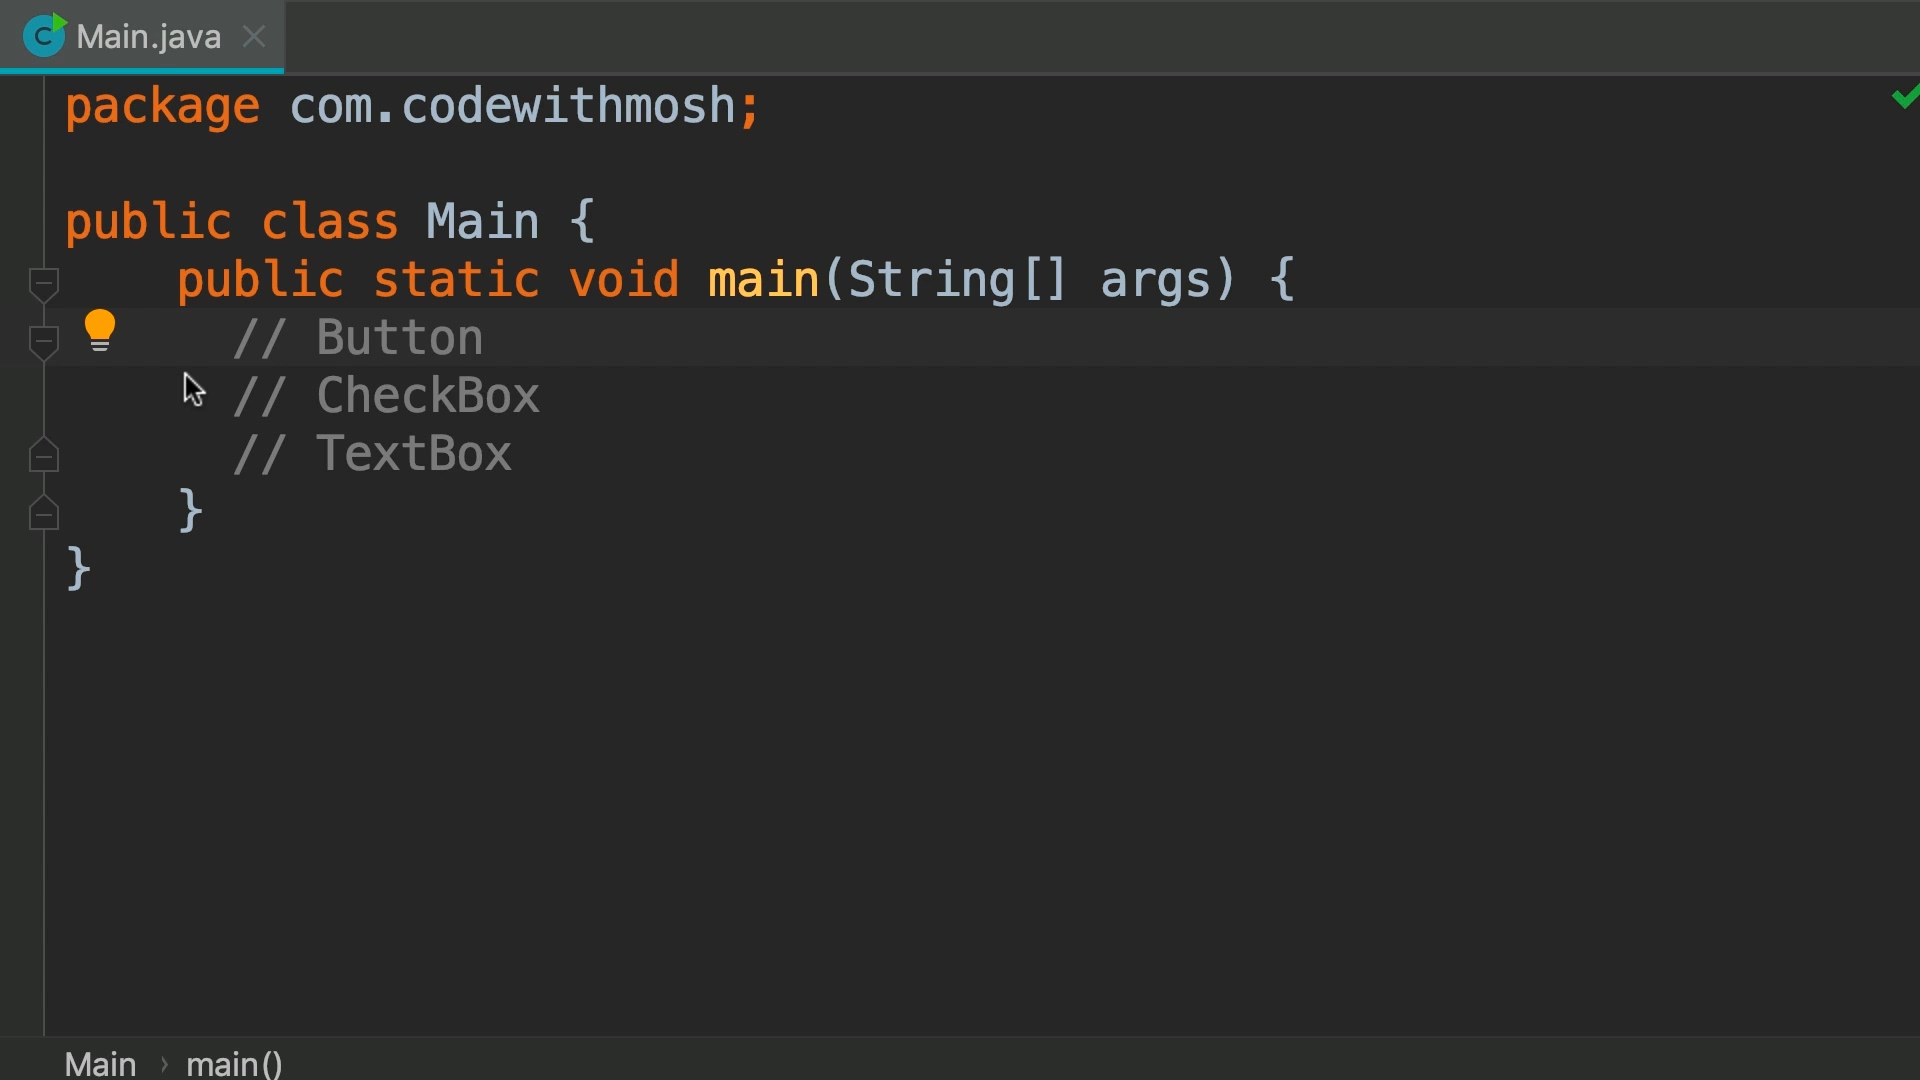 Main.java
package com.codewithmosh;
public class Main {
public static void main(String[] args) {
// Button
// CheckBox
// TextBox
}
}
Main › main()